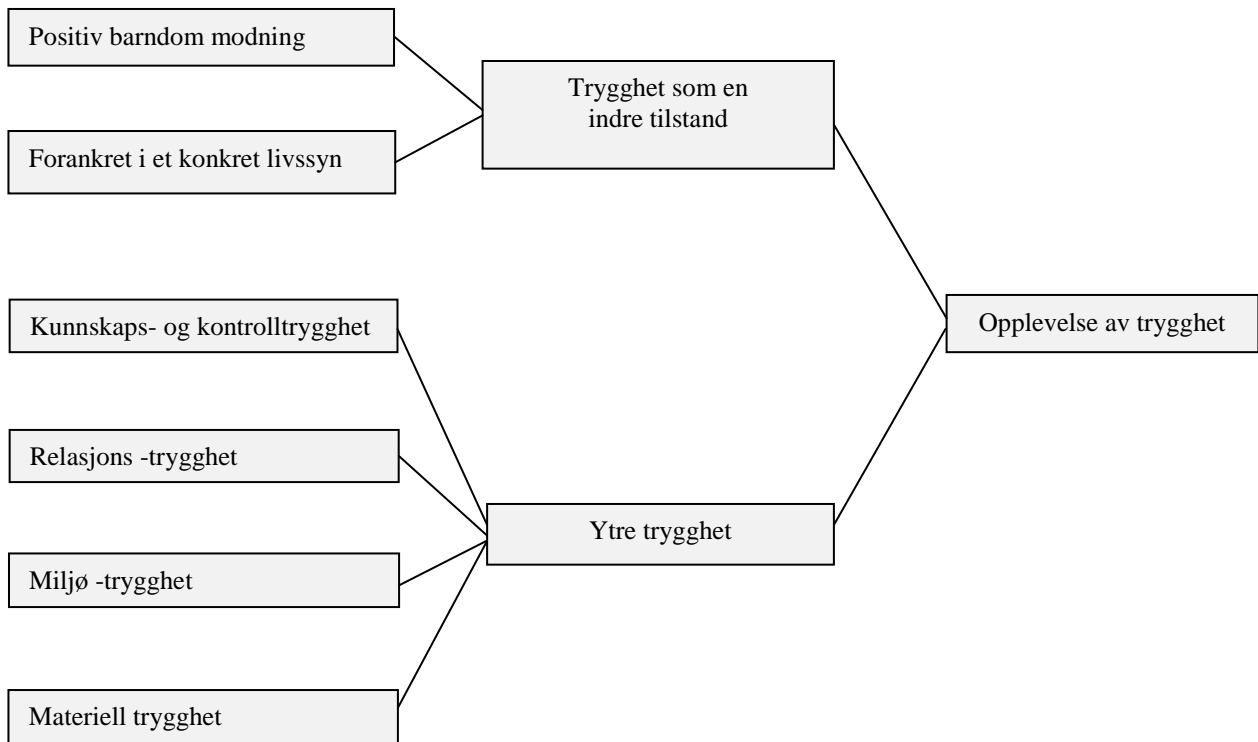 Positiv barndom modning
Forankret i et konkret livssyn
Trygghet som en
indre tilstand
Kunnskaps- og kontrolltrygghet
Relasjons -trygghet
Miljø -trygghet
Materiell trygghet
Ytre trygghet
Opplevelse av trygghet